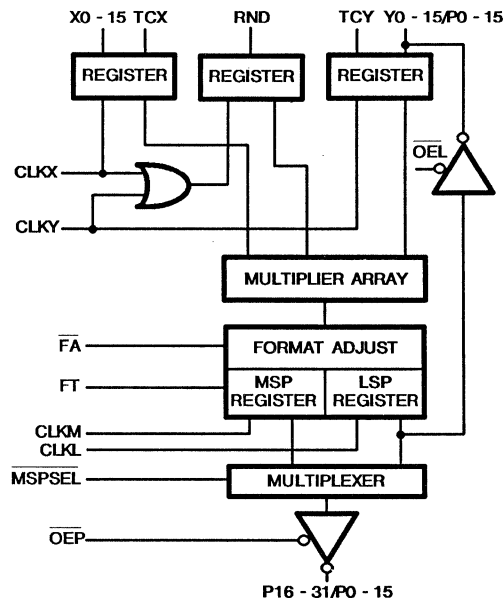 X0 - 15 TCX RND TCY Y0 - 15/P0 - 15
REGISTER REGISTER REGISTER
OEL
CLKX
CLKY
MULTIPLIER ARRAY
FA
FORMAT ADJUST
FT
MSP REGISTER
LSP REGISTER
CLKM
CLKL
MSPSEL
MULTIPLEXER
OEP
P16 - 31/P0 - 15